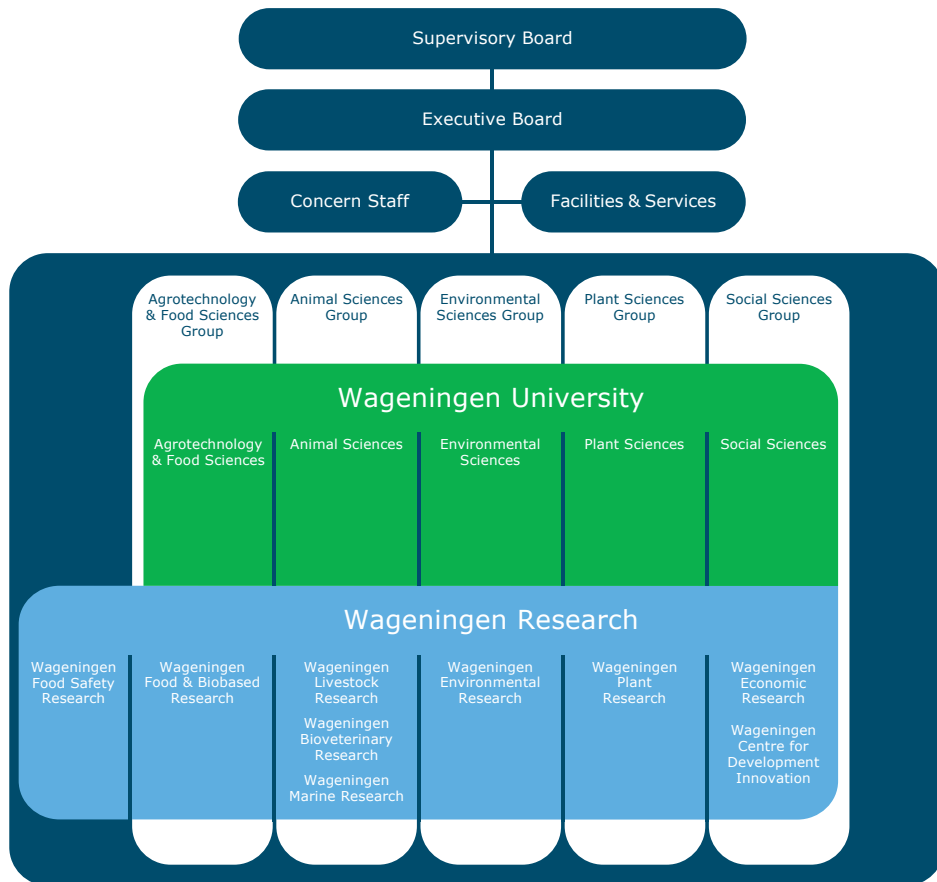 Supervisory Board
Executive Board
Concern Staff
Facilities & Services
Agrotechnology
& Food Sciences
Group
Animal Sciences
Group
Environmental
Sciences Group
Plant Sciences
Group
Social Sciences
Group
Wageningen University
Agrotechnology
& Food Sciences
Animal Sciences
Environmental
Sciences
Plant Sciences
Social Sciences
Wageningen Research
Wageningen
Food Safety
Research
Wageningen
Food & Biobased
Research
Wageningen
Livestock
Research
Wageningen
Bioveterinary
Research
Wageningen
Marine Research
Wageningen
Environmental
Research
Wageningen
Plant
Research
Wageningen
Economic
Research
Wageningen
Centre for
Development
Innovation